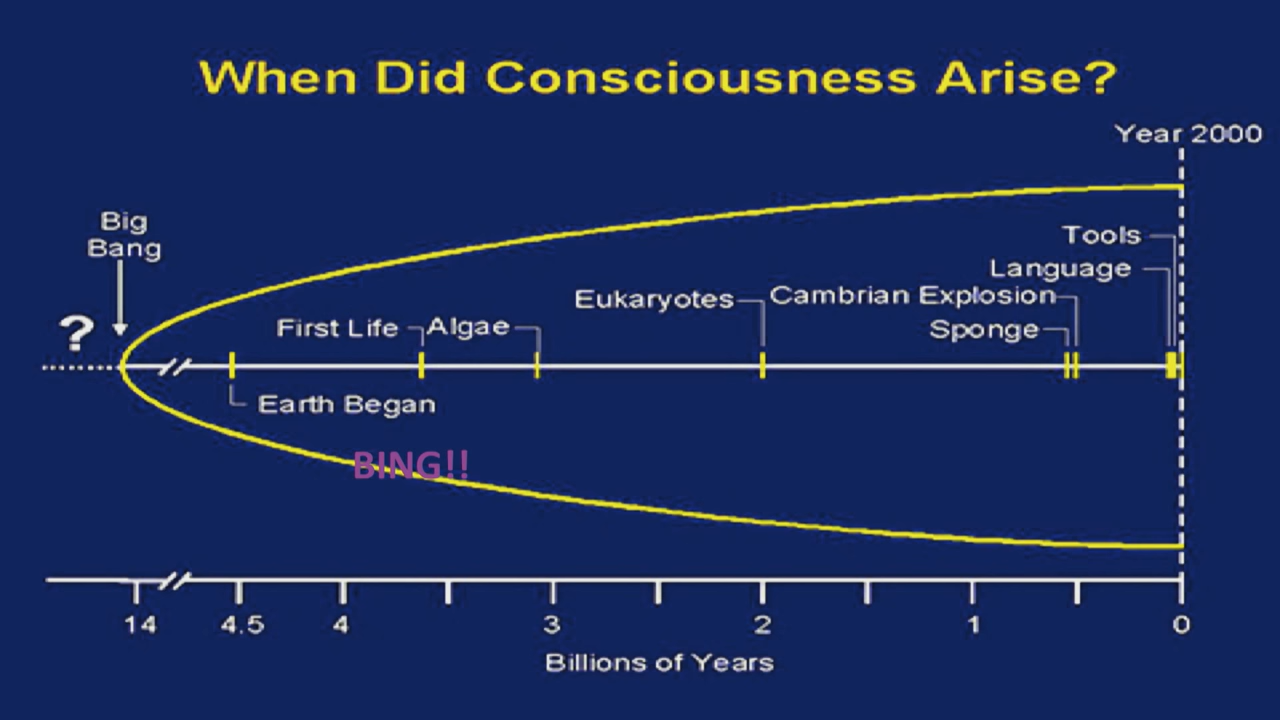 When Did Consciousness Arise?
Year 2000
Big
Bang
Tools
Language
Eukaryotes
Cambrian Explosion
?
First Life
Algae
Sponge
Earth Began
BING!!
14 4.5 4 3 2 1 0
Billions of Years